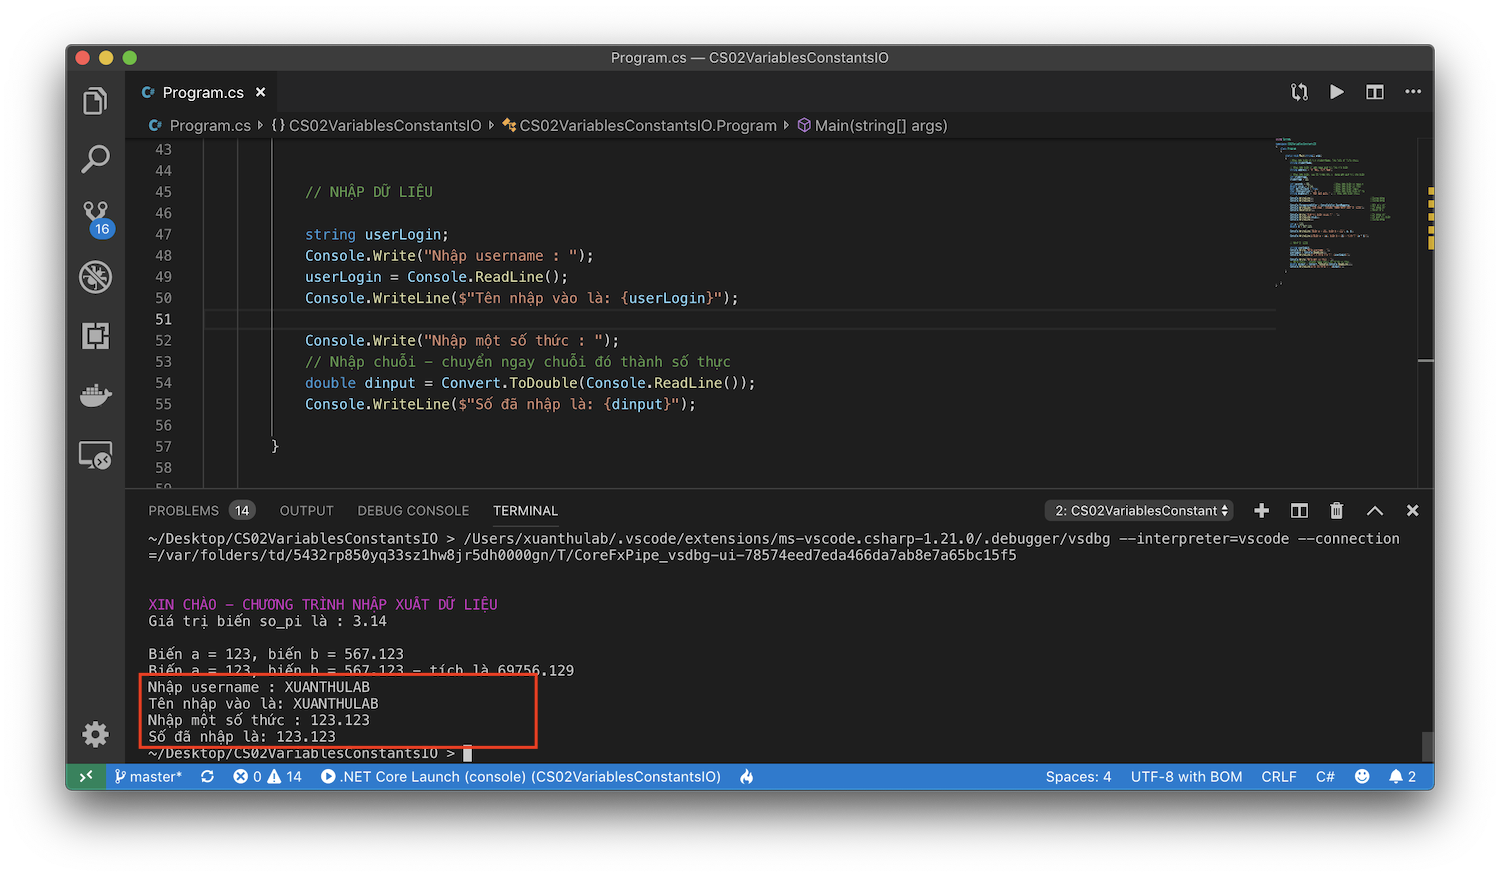 Program.cs — CS02VariablesConstantsIO
Program.cs ×
Program.cs {} CS02VariablesConstantsIO CS02VariablesConstantsIO.Program Main(string[] args)
43
44
45 // NHẬP DỮ LIỆU
46
47 string userLogin;
48 Console.Write("Nhập username : ");
49 userLogin = Console.ReadLine();
50 Console.WriteLine($"Tên nhập vào là: {userLogin}");
51
52 Console.Write("Nhập một số thức : ");
53 // Nhập chuỗi – chuyển ngay chuỗi đó thành số thực
54 double dinput = Convert.ToDouble(Console.ReadLine());
55 Console.WriteLine($"Số đã nhập là: {dinput}");
56
57 }
58
59
16
PROBLEMS 14 OUTPUT DEBUG CONSOLE TERMINAL 2: CS02VariablesConstant
~/Desktop/CS02VariablesConstantsIO > /Users/xuanthulab/.vscode/extensions/ms-vscode.csharp-1.21.0/.debugger/vsdbg --interpreter=vscode --connection
=/var/folders/td/5432rp850yq33sz1hw8jr5dh0000gn/T/CoreFxPipe_vsdbg-ui-78574eed7eda466da7ab8e7a65bc15f5
XIN CHÀO – CHƯƠNG TRÌNH NHẬP XUẤT DỮ LIỆU
Giá trị biến so_pi là : 3.14
Biến a = 123, biến b = 567.123
Biến a = 123, biến b = 567.123 – tích là 69756.129
Nhập username : XUANTHULAB
Tên nhập vào là: XUANTHULAB
Nhập một số thức : 123.123
Số đã nhập là: 123.123
~/Desktop/CS02VariablesConstantsIO >
master* 0 14 .NET Core Launch (console) (CS02VariablesConstantsIO) Spaces: 4 UTF-8 with BOM CRLF C# 2